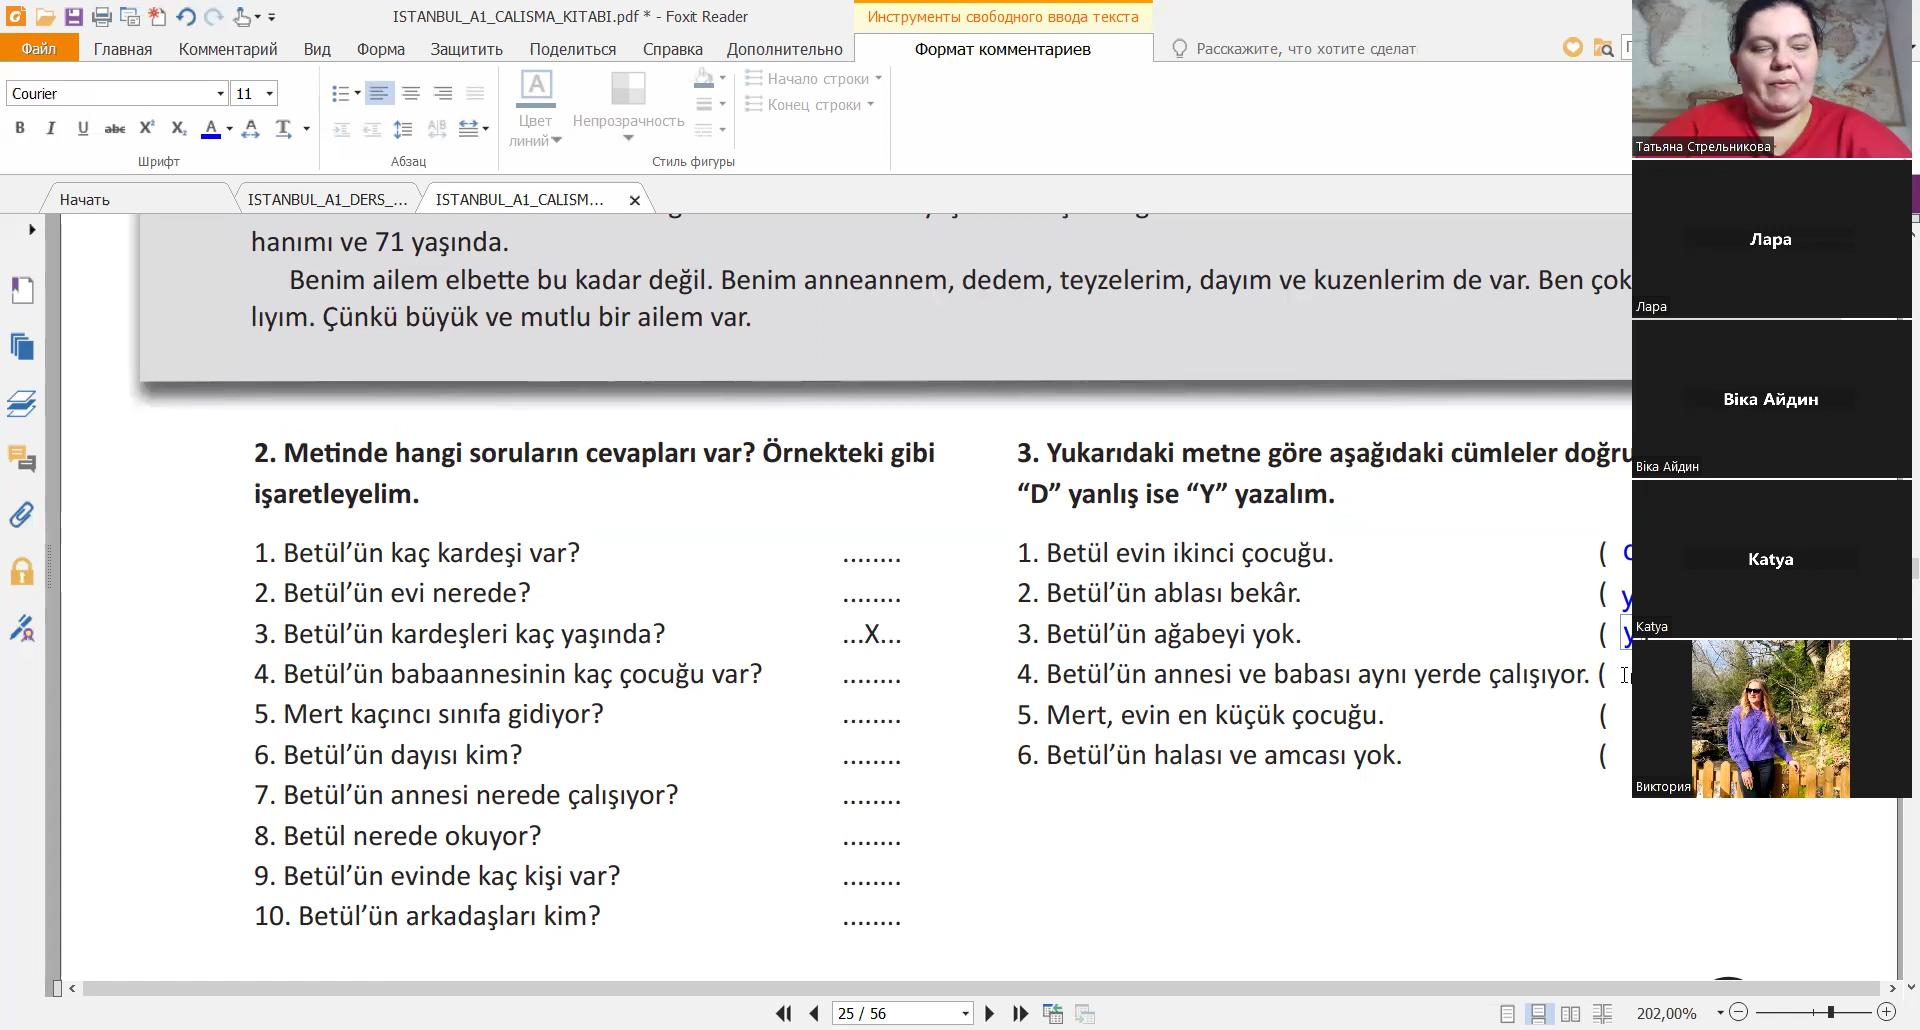 ISTANBUL_A1_CALISMA_KITABI.pdf * - Foxit Reader
Инструменты свободного ввода текста
Файл Главная Комментарий Вид Форма Защитить Поделиться Справка Дополнительно Формат комментариев Расскажите, что хотите сделат
Courier 11
Начало строки
Конец строки
Цвет линий
Непрозрачность
Шрифт Абзац Стиль фигуры
Начать ISTANBUL_A1_DERS_... ISTANBUL_A1_CALISM...
hanımı ve 71 yaşında.
Benim ailem elbette bu kadar değil. Benim anneannem, dedem, teyzelerim, dayım ve kuzenlerim de var. Ben çok
lıyım. Çünkü büyük ve mutlu bir ailem var.
2. Metinde hangi soruların cevapları var? Örnekteki gibi
işaretleyelim.
1. Betül’ün kaç kardeşi var? ........
2. Betül’ün evi nerede? ........
3. Betül’ün kardeşleri kaç yaşında? ...X...
4. Betül’ün babaannesinin kaç çocuğu var? ........
5. Mert kaçıncı sınıfa gidiyor? ........
6. Betül’ün dayısı kim? ........
7. Betül’ün annesi nerede çalışıyor? ........
8. Betül nerede okuyor? ........
9. Betül’ün evinde kaç kişi var? ........
10. Betül’ün arkadaşları kim? ........
3. Yukarıdaki metne göre aşağıdaki cümleler doğru
“D” yanlış ise “Y” yazalım.
1. Betül evin ikinci çocuğu. (
2. Betül’ün ablası bekâr. ( y
3. Betül’ün ağabeyi yok. ( y
4. Betül’ün annesi ve babası aynı yerde çalışıyor. (
5. Mert, evin en küçük çocuğu. (
6. Betül’ün halası ve amcası yok. (
Татьяна Стрельникова
Лара
Лара
Віка Айдин
Віка Айдин
Katya
Katya
Виктория
25 / 56
202,00%